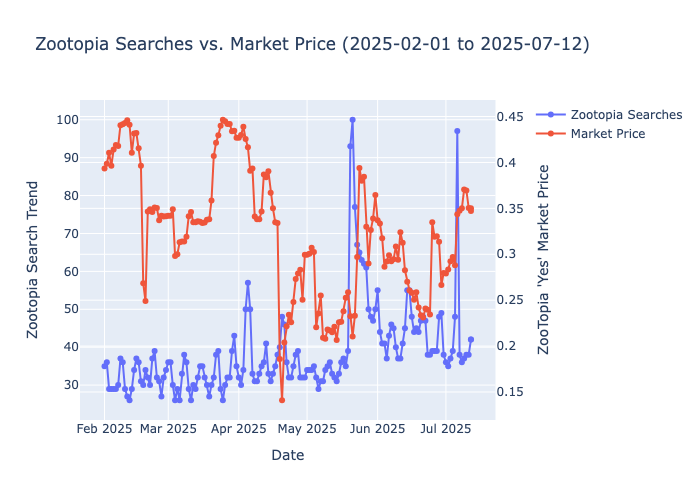 Zootopia Searches vs. Market Price (2025-02-01 to 2025-07-12)
Zootopia Searches
Market Price
100
90
80
70
60
50
40
30
Zootopia Search Trend
0.45
0.4
0.35
0.3
0.25
0.2
0.15
ZooTopia 'Yes' Market Price
Feb 2025 Mar 2025 Apr 2025 May 2025 Jun 2025 Jul 2025
Date